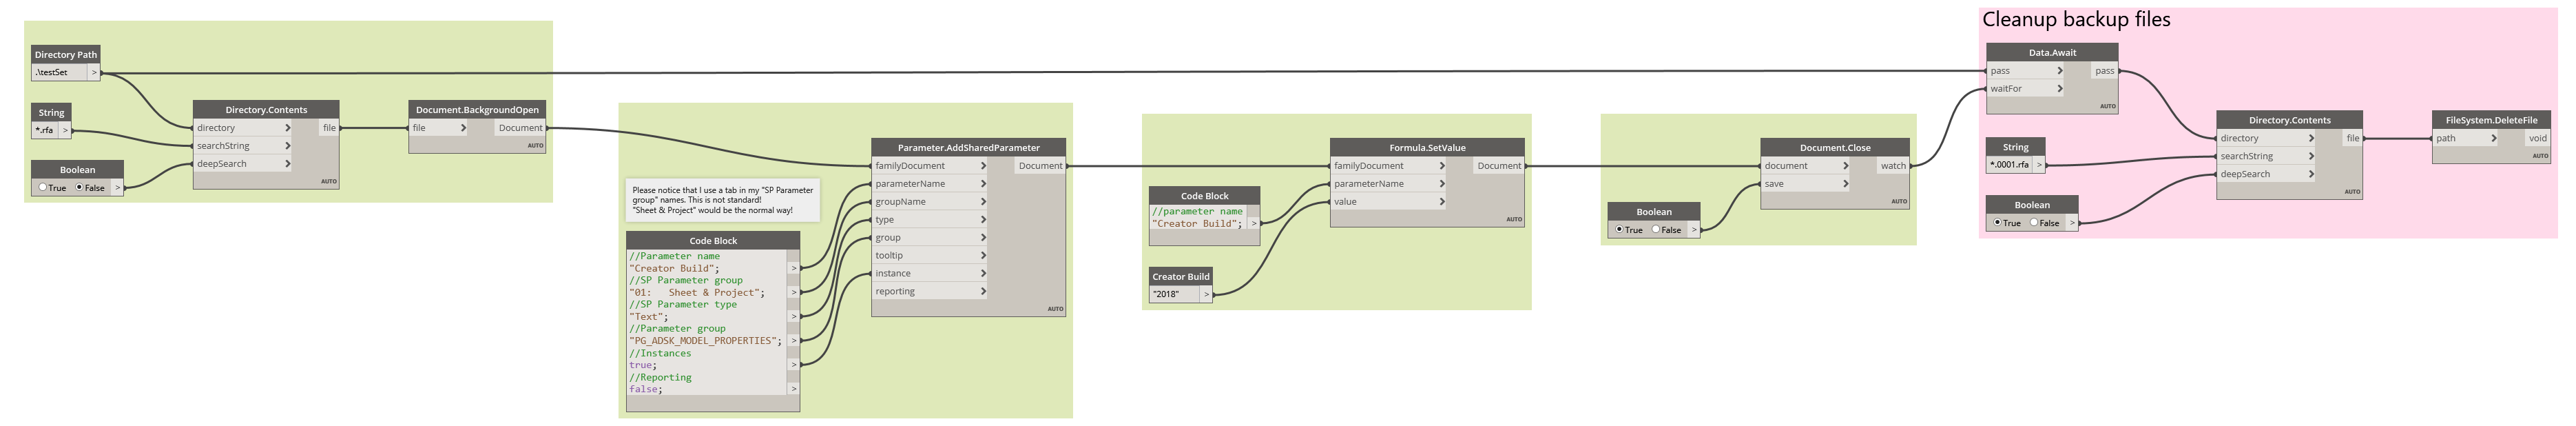 Directory Path
.\testSet
>
String
*.rfa
>
Boolean
True False >
Directory.Contents
directory > file
searchString >
deepSearch >
AUTO
Document.BackgroundOpen
file > Document
AUTO
Please notice that I use a tab in my "SP Parameter
group" names. This is not standard!
"Sheet & Project" would be the normal way!
Code Block
//Parameter name
"Creator Build"; >
//SP Parameter group
"01:   Sheet & Project"; >
//SP Parameter type
"Text"; >
//Parameter group
"PG_ADSK_MODEL_PROPERTIES"; >
//Instances
true; >
//Reporting
false; >
Parameter.AddSharedParameter
familyDocument > Document
parameterName >
groupName >
type >
group >
tooltip >
instance >
reporting >
AUTO
Code Block
//parameter name
"Creator Build"; >
Creator Build
"2018" >
Formula.SetValue
familyDocument > Document
parameterName >
value >
AUTO
Boolean
True False >
Document.Close
document > watch
save >
AUTO
Cleanup backup files
Data.Await
pass > pass
waitFor >
AUTO
String
*.0001.rfa >
Boolean
True False >
Directory.Contents
directory > file
searchString >
deepSearch >
AUTO
FileSystem.DeleteFile
path > void
AUTO